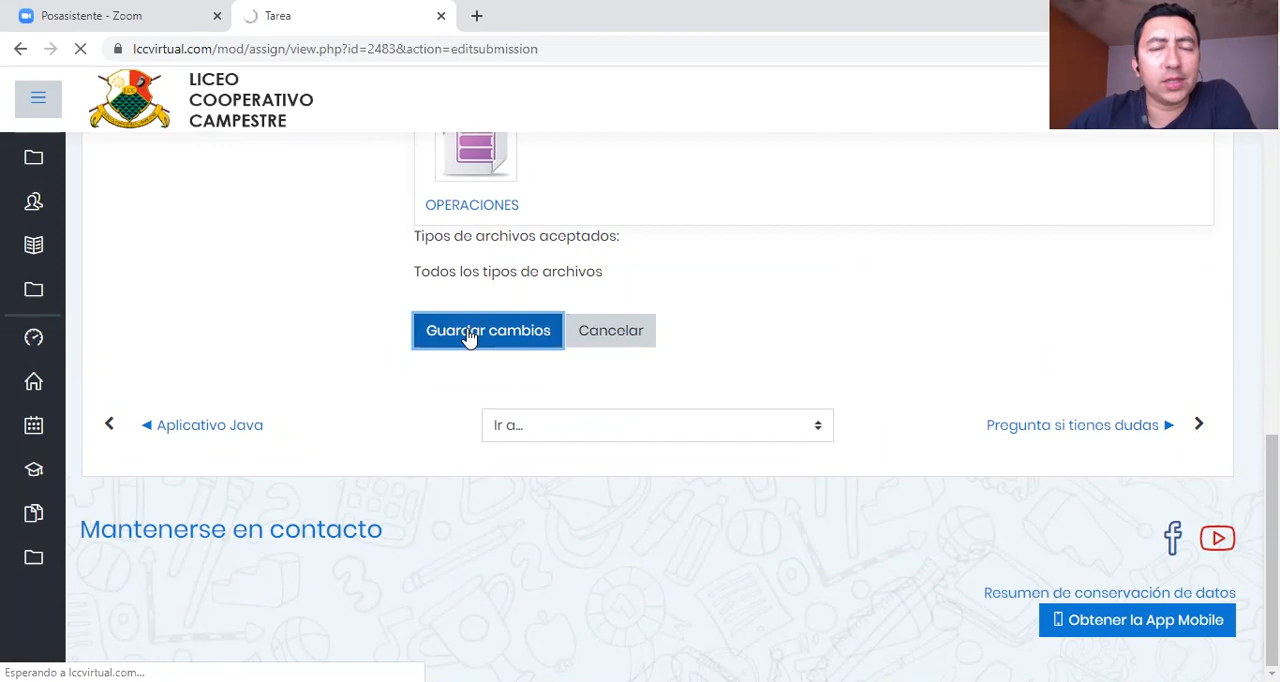 Posasistente - Zoom
Tarea
lccvirtual.com/mod/assign/view.php?id=2483&action=editsubmission
LICEO
COOPERATIVO
CAMPESTRE
OPERACIONES
Tipos de archivos aceptados:
Todos los tipos de archivos
Guardar cambios
Cancelar
◄ Aplicativo Java
Ir a...
Pregunta si tienes dudas ►
Mantenerse en contacto
Resumen de conservación de datos
Obtener la App Mobile
Esperando a lccvirtual.com...